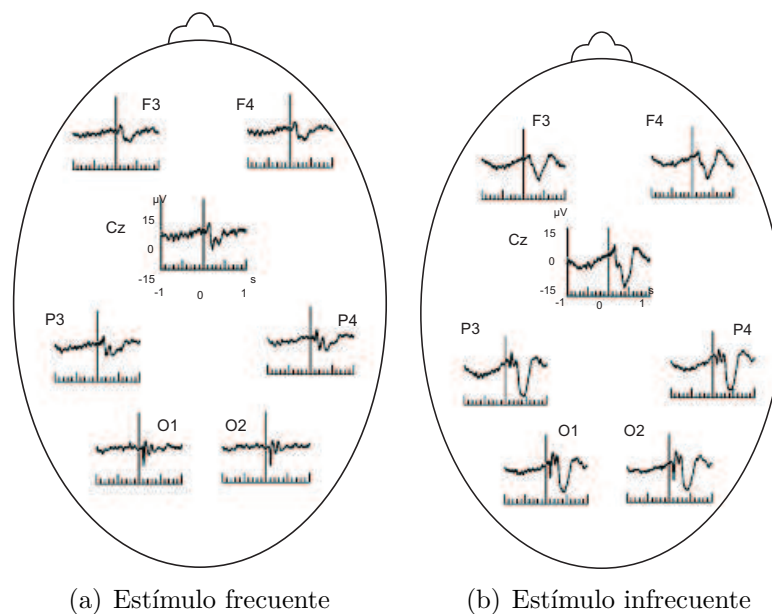 F3 F4
µV
15
Cz
0
-15
-1 0 1 s
P3 P4
O1 O2
(a) Estímulo frecuente
F3 F4
µV
15
Cz
0
-15
-1 0 1 s
P3 P4
O1 O2
(b) Estímulo infrecuente